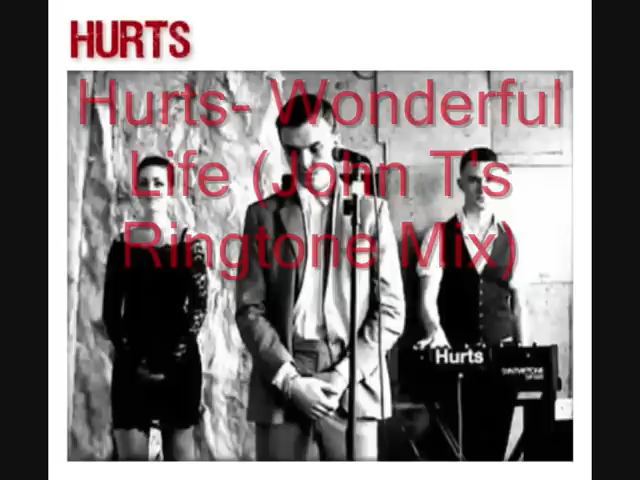 HURTS
Hurts- Wonderful
Life (John T's
Ringtone Mix)
Hurts